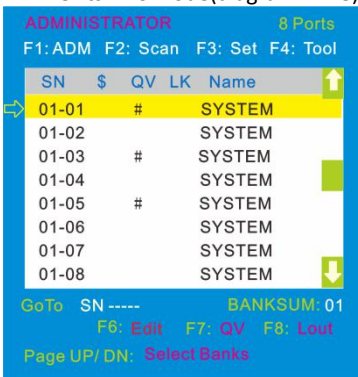 ADMINISTRATOR 8 Ports
F1: ADM F2: Scan F3: Set F4: Tool
SN $ QV LK Name
01-01 # SYSTEM
01-02 SYSTEM
01-03 # SYSTEM
01-04 SYSTEM
01-05 # SYSTEM
01-06 SYSTEM
01-07 SYSTEM
01-08 SYSTEM
GoTo SN ----- BANKSUM: 01
F6: Edit F7: QV F8: Lout
Page UP/ DN: Select Banks